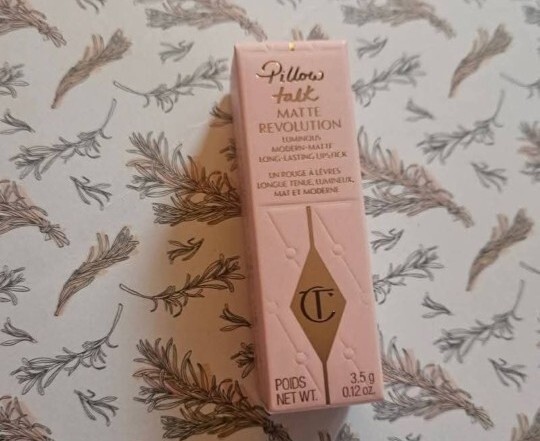 Pillow
talk
MATTE
REVOLUTION
LUMINOUS
MODERN-MATTE
LONG-LASTING LIPSTICK
UN ROUGE À LÈVRES
LONGUE TENUE, LUMINEUX,
MAT ET MODERNE
CT
POIDS 3.5 g
NET WT. 0.12 oz.